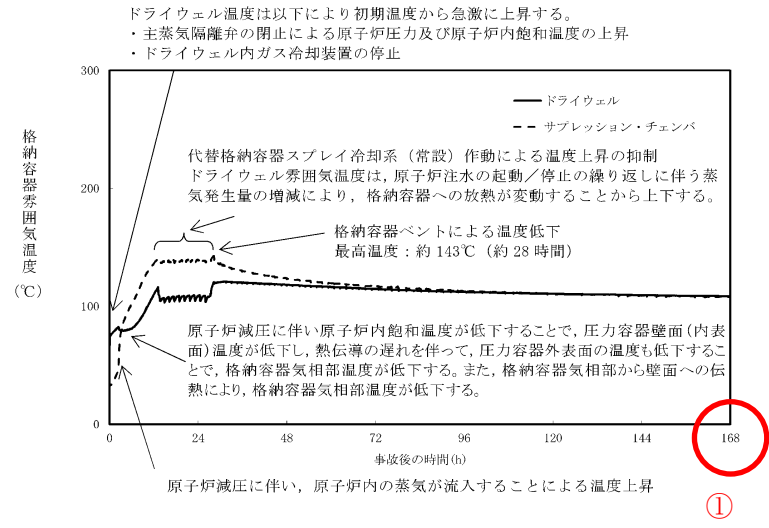 ドライウェル温度は以下により初期温度から急激に上昇する。
・主蒸気隔離弁の閉止による原子炉圧力及び原子炉内飽和温度の上昇
・ドライウェル内ガス冷却装置の停止
300
ドライウェル
サプレッション・チェンバ
格納容器雰囲気温度
(℃)
代替格納容器スプレイ冷却系（常設）作動による温度上昇の抑制
ドライウェル雰囲気温度は，原子炉注水の起動／停止の繰り返しに伴う蒸
気発生量の増減により，格納容器への放熱が変動することから上下する。
200
格納容器ベントによる温度低下
最高温度：約 143℃（約 28 時間）
100
原子炉減圧に伴い原子炉内飽和温度が低下することで，圧力容器壁面（内表
面）温度が低下し，熱伝導の遅れを伴って，圧力容器外表面の温度も低下するこ
とで，格納容器気相部温度が低下する。また，格納容器気相部から壁面への伝
熱により，格納容器気相部温度が低下する。
0
0 24 48 72 96 120 144 168
事故後の時間(h)
原子炉減圧に伴い，原子炉内の蒸気が流入することによる温度上昇
①